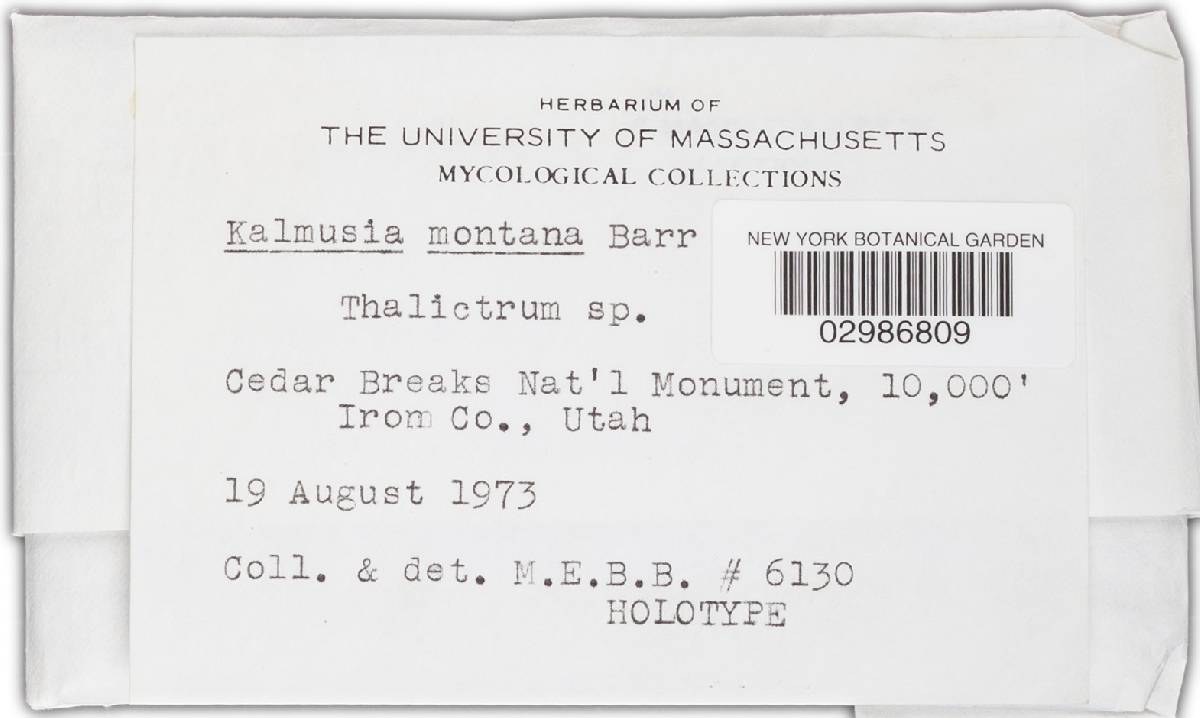 HERBARIUM OF
THE UNIVERSITY OF MASSACHUSETTS
MYCOLOGICAL COLLECTIONS
Kalmusia montana Barr
NEW YORK BOTANICAL GARDEN
02986809
Thalictrum sp.
Cedar Breaks Nat'l Monument, 10,000'
Irom Co., Utah
19 August 1973
Coll. & det. M.E.B.B. # 6130
HOLOTYPE